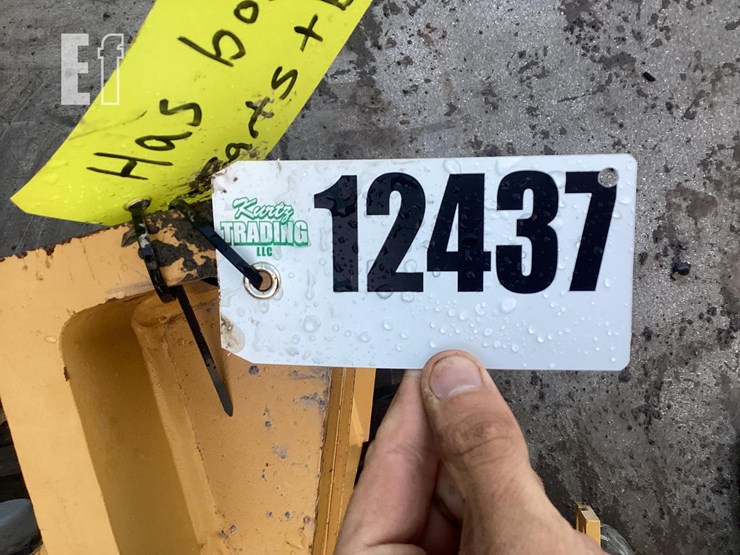 Ef
Has
Kurtz
TRADING
LLC
12437